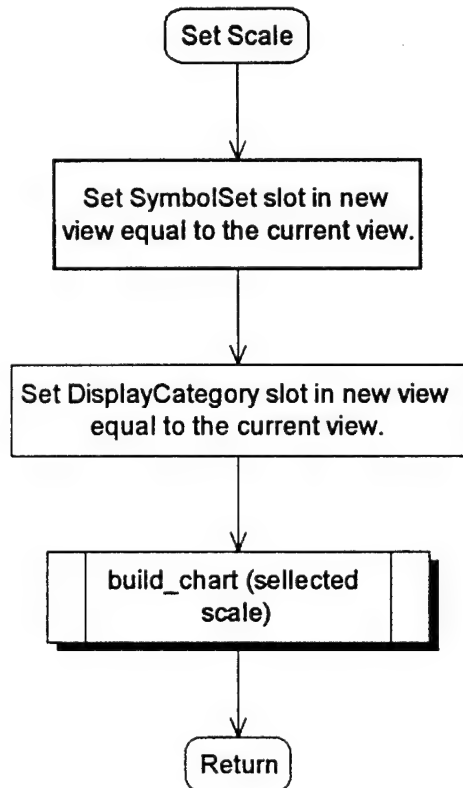 Set Scale
Set SymbolSet slot in new
view equal to the current view.
Set DisplayCategory slot in new view
equal to the current view.
build_chart (sellected
scale)
Return